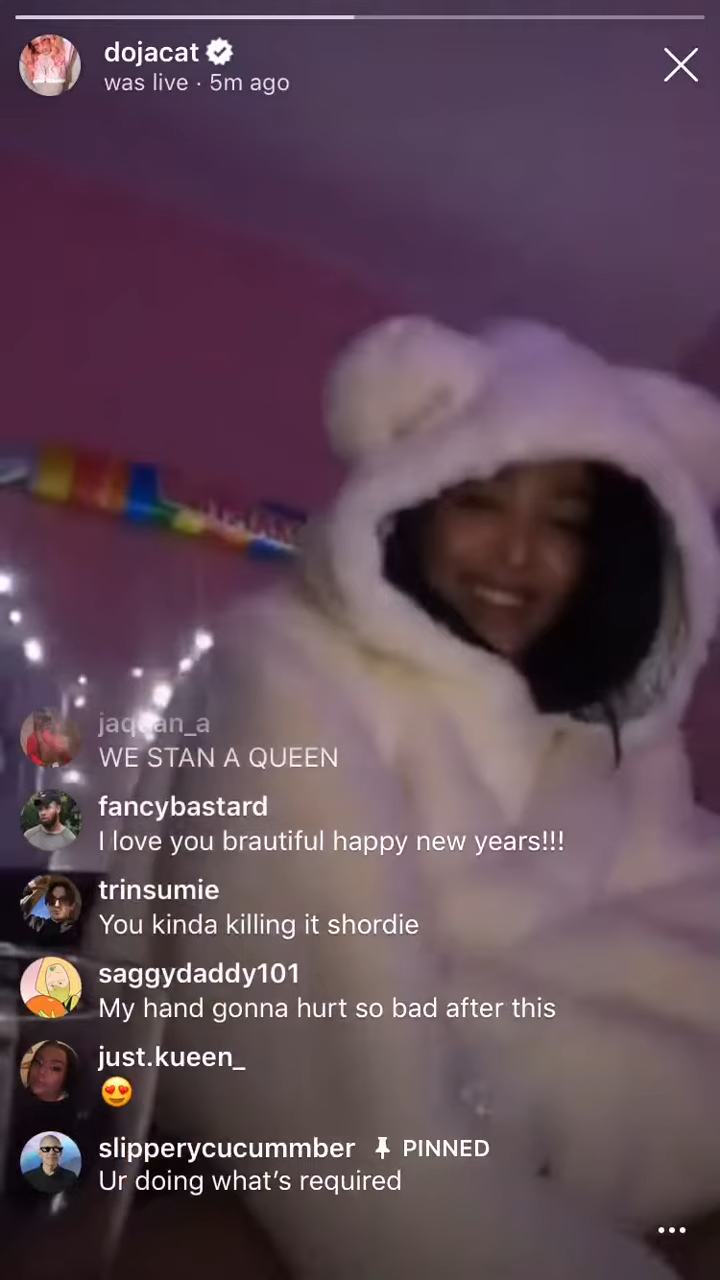 dojacat
was live · 5m ago
jaquan_a
WE STAN A QUEEN
fancybastard
I love you brautiful happy new years!!!
trinsumie
You kinda killing it shordie
saggydaddy101
My hand gonna hurt so bad after this
just.kueen_
😍
slipperycucummber PINNED
Ur doing what’s required